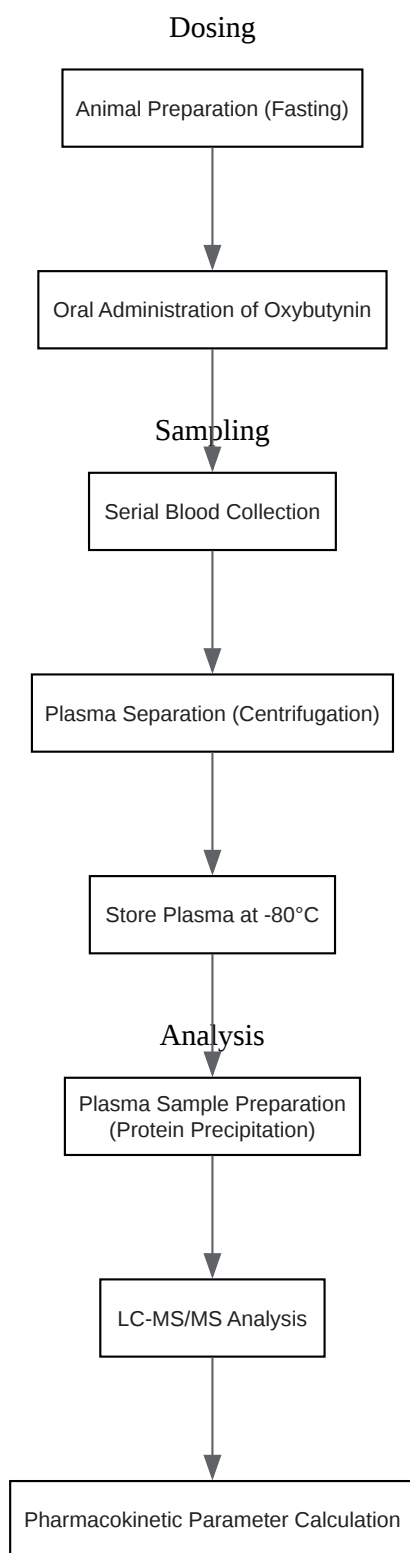 Dosing
Animal Preparation (Fasting)
Oral Administration of Oxybutynin
Sampling
Serial Blood Collection
Plasma Separation (Centrifugation)
Store Plasma at -80°C
Analysis
Plasma Sample Preparation
(Protein Precipitation)
LC-MS/MS Analysis
Pharmacokinetic Parameter Calculation